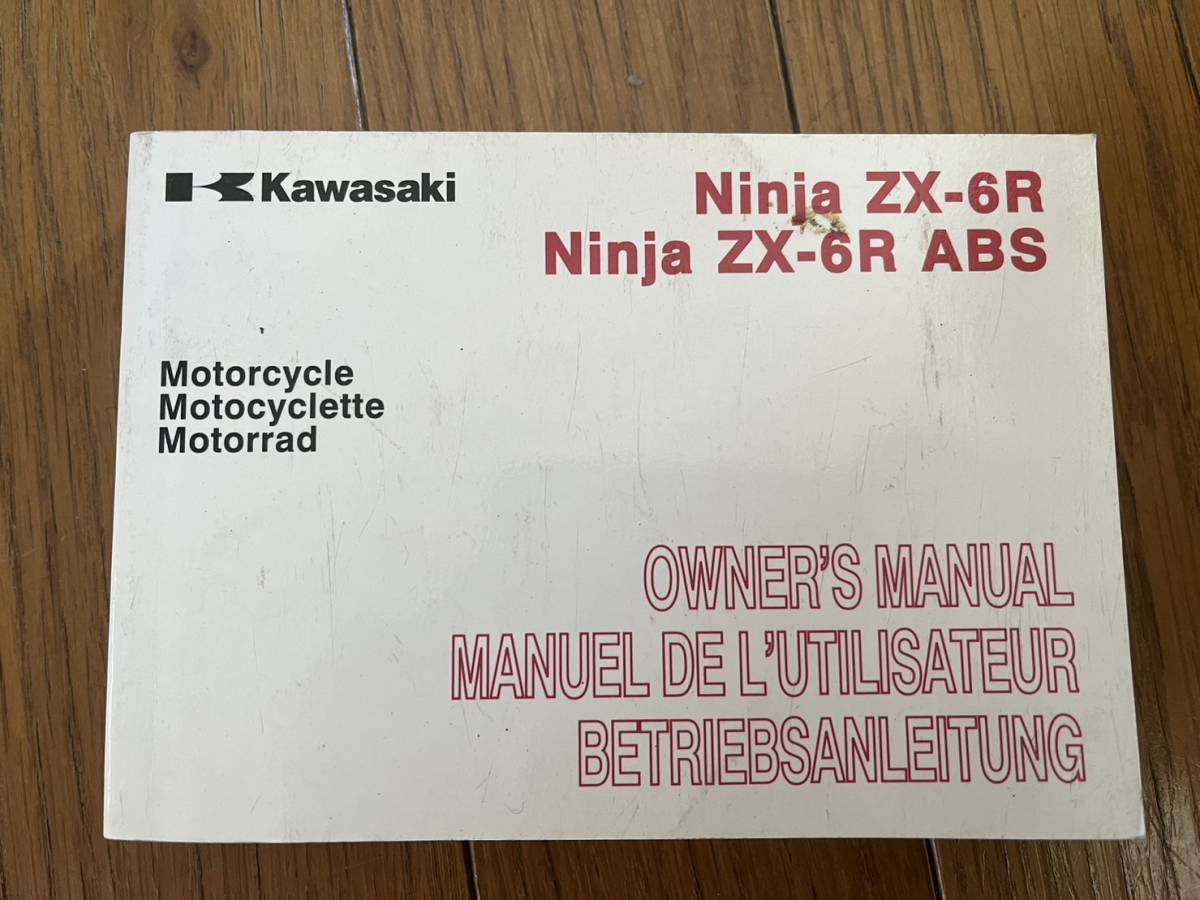 Kawasaki
Ninja ZX-6R
Ninja ZX-6R ABS
Motorcycle
Motocyclette
Motorrad
OWNER'S MANUAL
MANUEL DE L'UTILISATEUR
BETRIEBSANLEITUNG